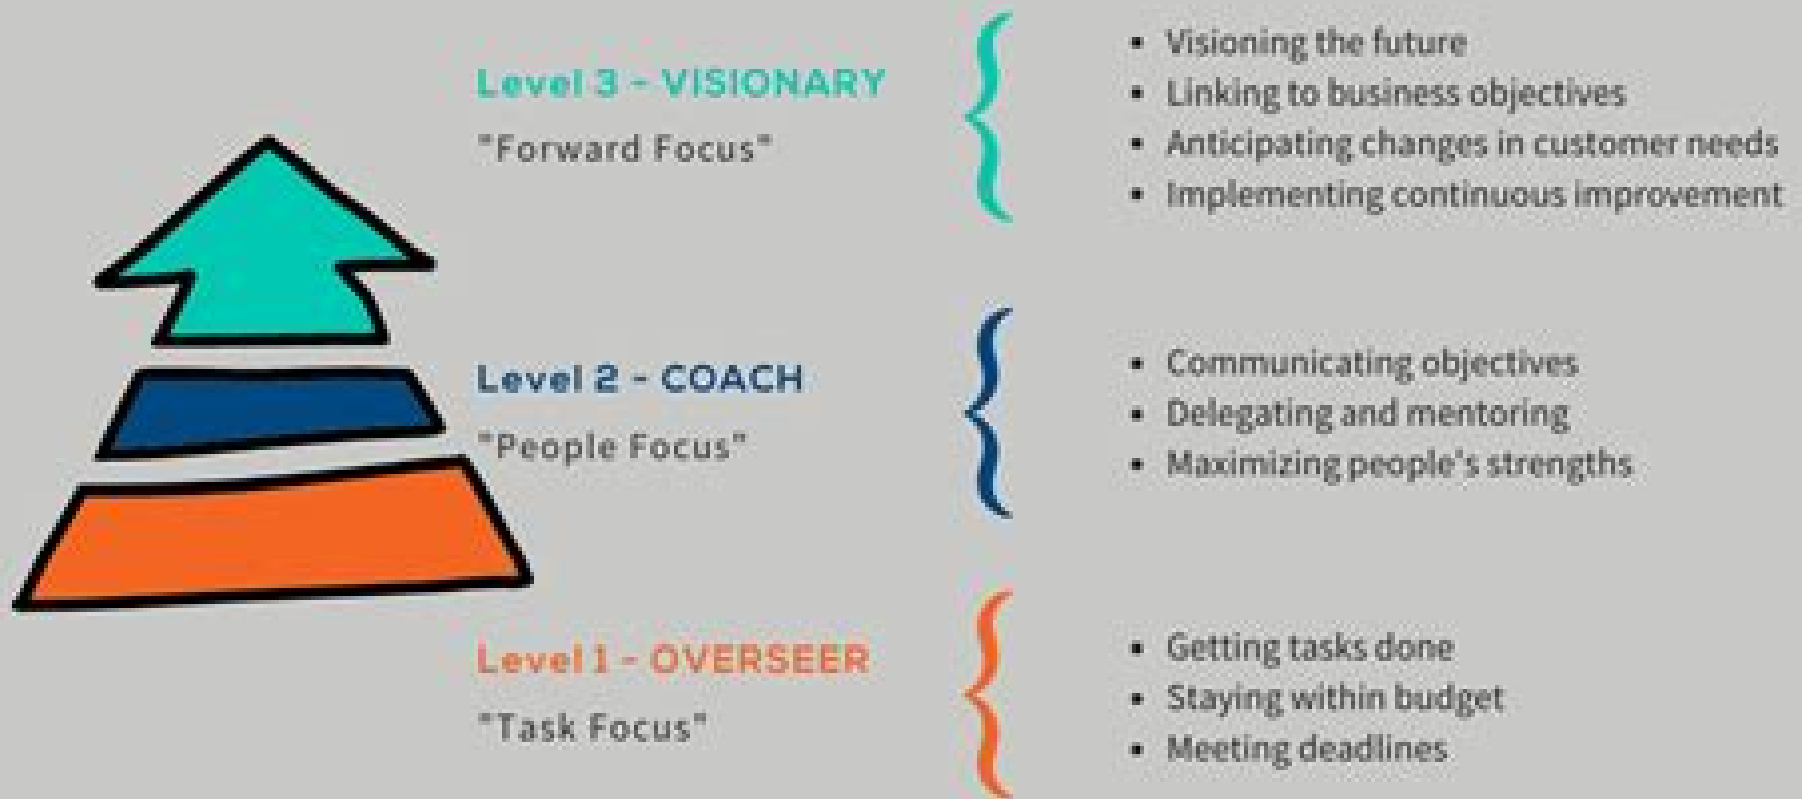 Level 3 - VISIONARY
"Forward Focus"
• Visioning the future
• Linking to business objectives
• Anticipating changes in customer needs
• Implementing continuous improvement
Level 2 - COACH
"People Focus"
• Communicating objectives
• Delegating and mentoring
• Maximizing people's strengths
Level 1 - OVERSEER
"Task Focus"
• Getting tasks done
• Staying within budget
• Meeting deadlines